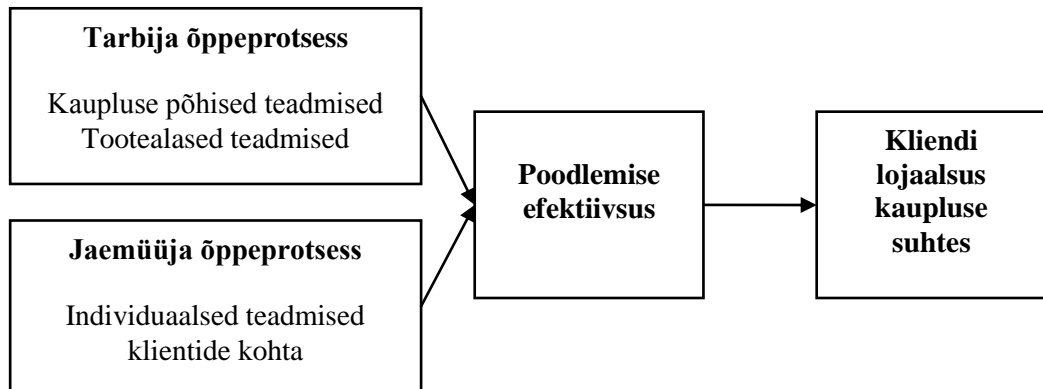 Tarbija õppeprotsess
Kaupluse põhised teadmised
Tootealased teadmised
Jaemüüja õppeprotsess
Individuaalsed teadmised
klientide kohta
Poodlemise
efektiivsus
Kliendi
lojaalsus
kaupluse
suhtes